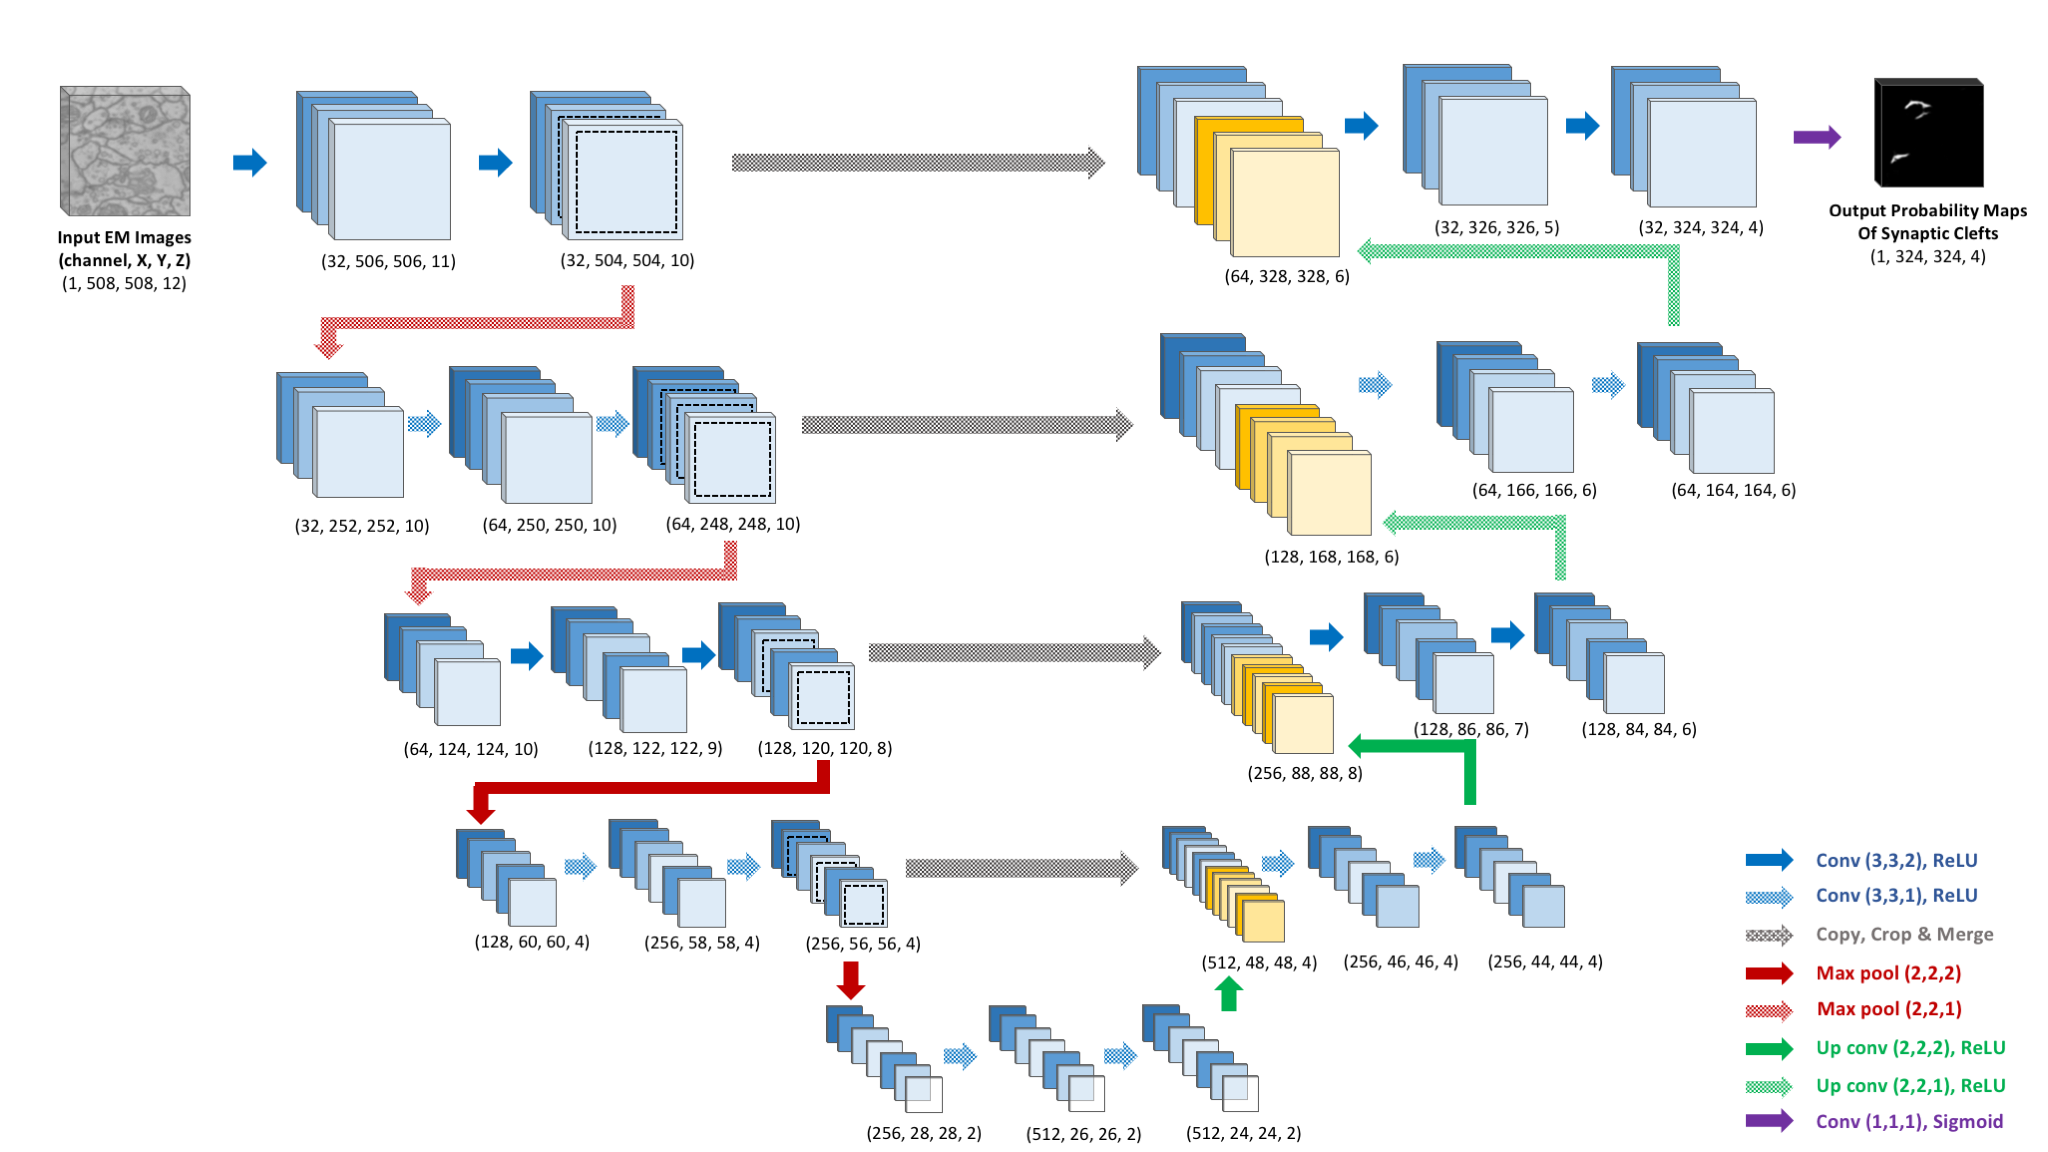 Input EM Images
(channel, X, Y, Z)
(1, 508, 508, 12)
(32, 506, 506, 11)
(32, 504, 504, 10)
(64, 328, 328, 6)
(32, 326, 326, 5)
(32, 324, 324, 4)
Output Probability Maps
Of Synaptic Clefts
(1, 324, 324, 4)
(32, 252, 252, 10)
(64, 250, 250, 10)
(64, 248, 248, 10)
(128, 168, 168, 6)
(64, 166, 166, 6)
(64, 164, 164, 6)
(64, 124, 124, 10)
(128, 122, 122, 9)
(128, 120, 120, 8)
(256, 88, 88, 8)
(128, 86, 86, 7)
(128, 84, 84, 6)
(128, 60, 60, 4)
(256, 58, 58, 4)
(256, 56, 56, 4)
(512, 48, 48, 4)
(256, 46, 46, 4)
(256, 44, 44, 4)
(256, 28, 28, 2)
(512, 26, 26, 2)
(512, 24, 24, 2)
Conv (3,3,2), ReLU
Conv (3,3,1), ReLU
Copy, Crop & Merge
Max pool (2,2,2)
Max pool (2,2,1)
Up conv (2,2,2), ReLU
Up conv (2,2,1), ReLU
Conv (1,1,1), Sigmoid